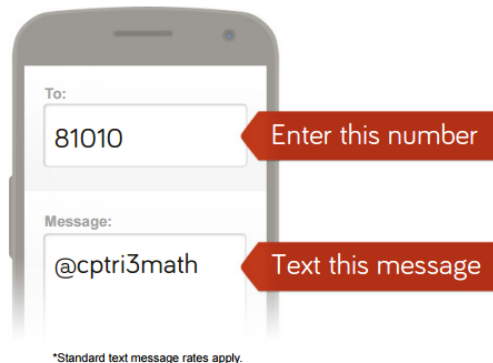 To:
81010
Enter this number
Message:
@cptri3math
Text this message
*Standard text message rates apply.